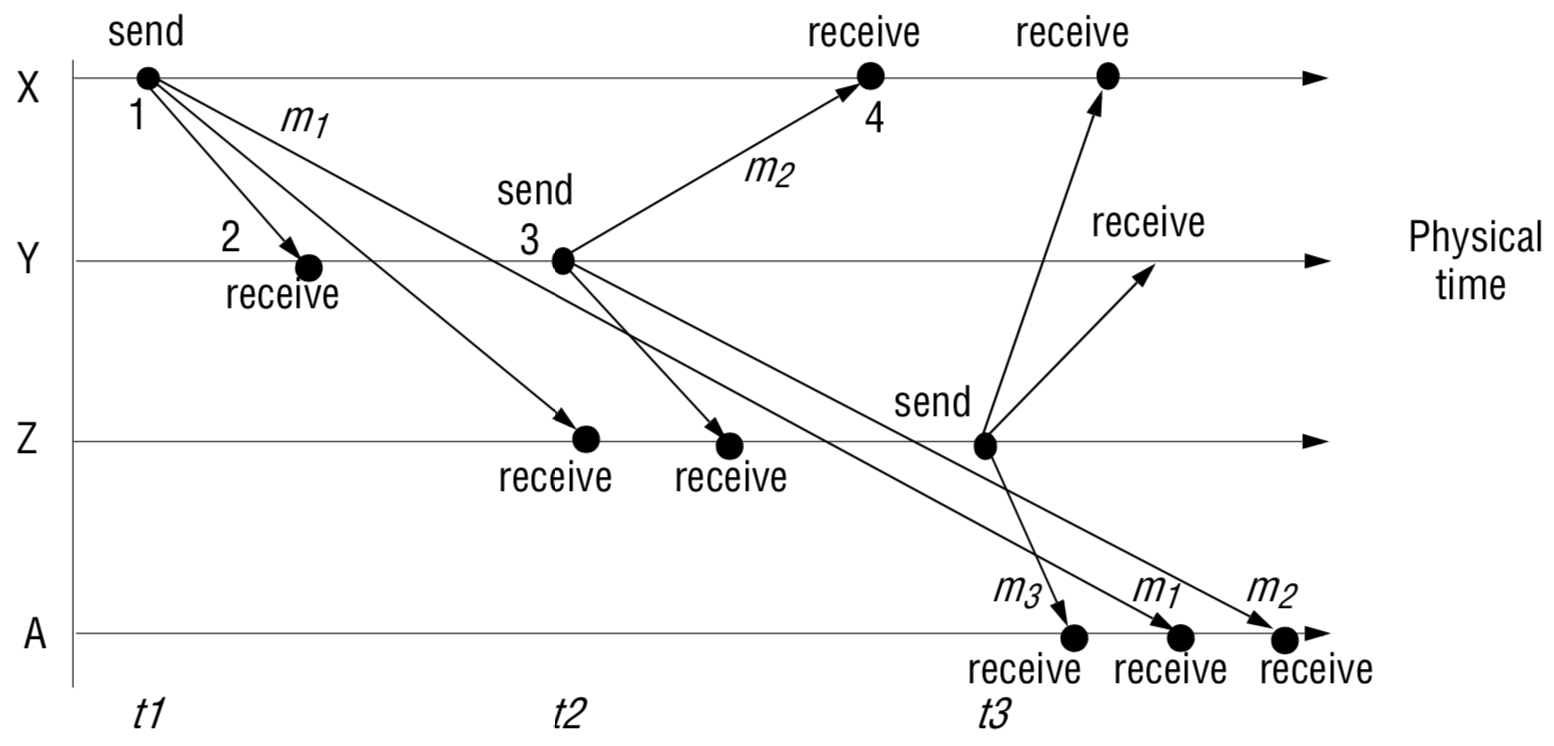 send
receive
receive
X
1
m1
4
m2
send
2
3
receive
Y
receive
Physical
time
send
Z
receive
receive
m3
m1
m2
A
receive
receive
receive
t1
t2
t3